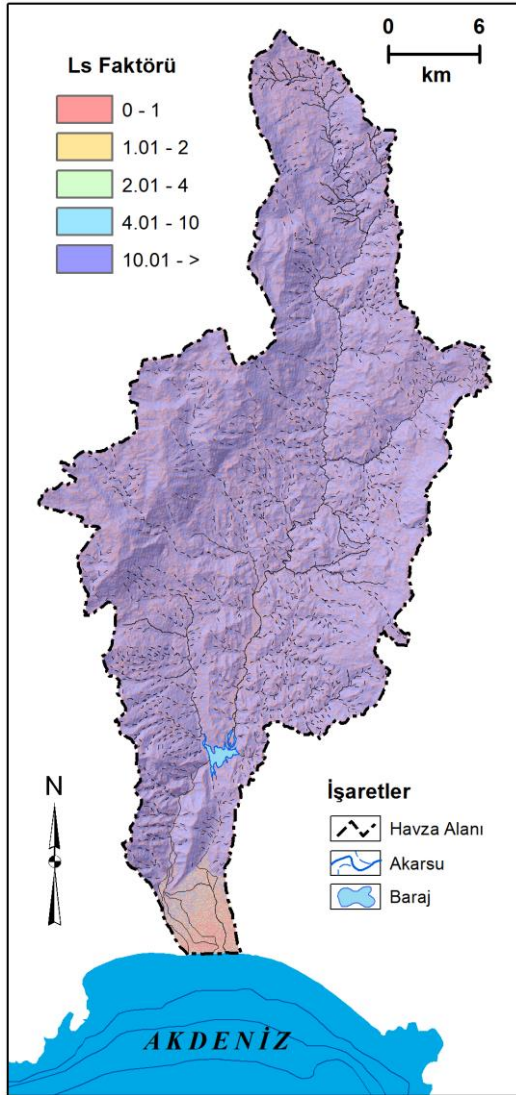 0 6
km
Ls Faktörü
0 - 1
1.01 - 2
2.01 - 4
4.01 - 10
10.01 - >
N
İşaretler
Havza Alanı
Akarsu
Baraj
AKDENİZ